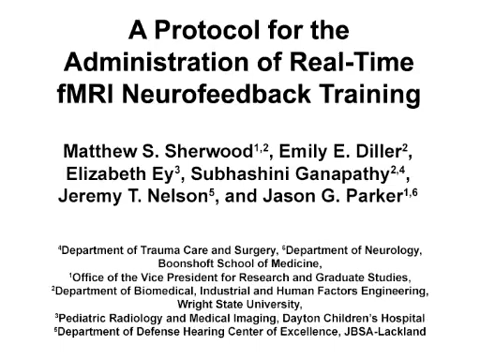 A Protocol for the
Administration of Real-Time
fMRI Neurofeedback Training
Matthew S. Sherwood¹,², Emily E. Diller²,
Elizabeth Ey³, Subhashini Ganapathy²,⁴,
Jeremy T. Nelson⁵, and Jason G. Parker¹,⁶
⁴Department of Trauma Care and Surgery, ⁶Department of Neurology,
Boonshoft School of Medicine,
¹Office of the Vice President for Research and Graduate Studies,
²Department of Biomedical, Industrial and Human Factors Engineering,
Wright State University,
³Pediatric Radiology and Medical Imaging, Dayton Children's Hospital
⁵Department of Defense Hearing Center of Excellence, JBSA-Lackland